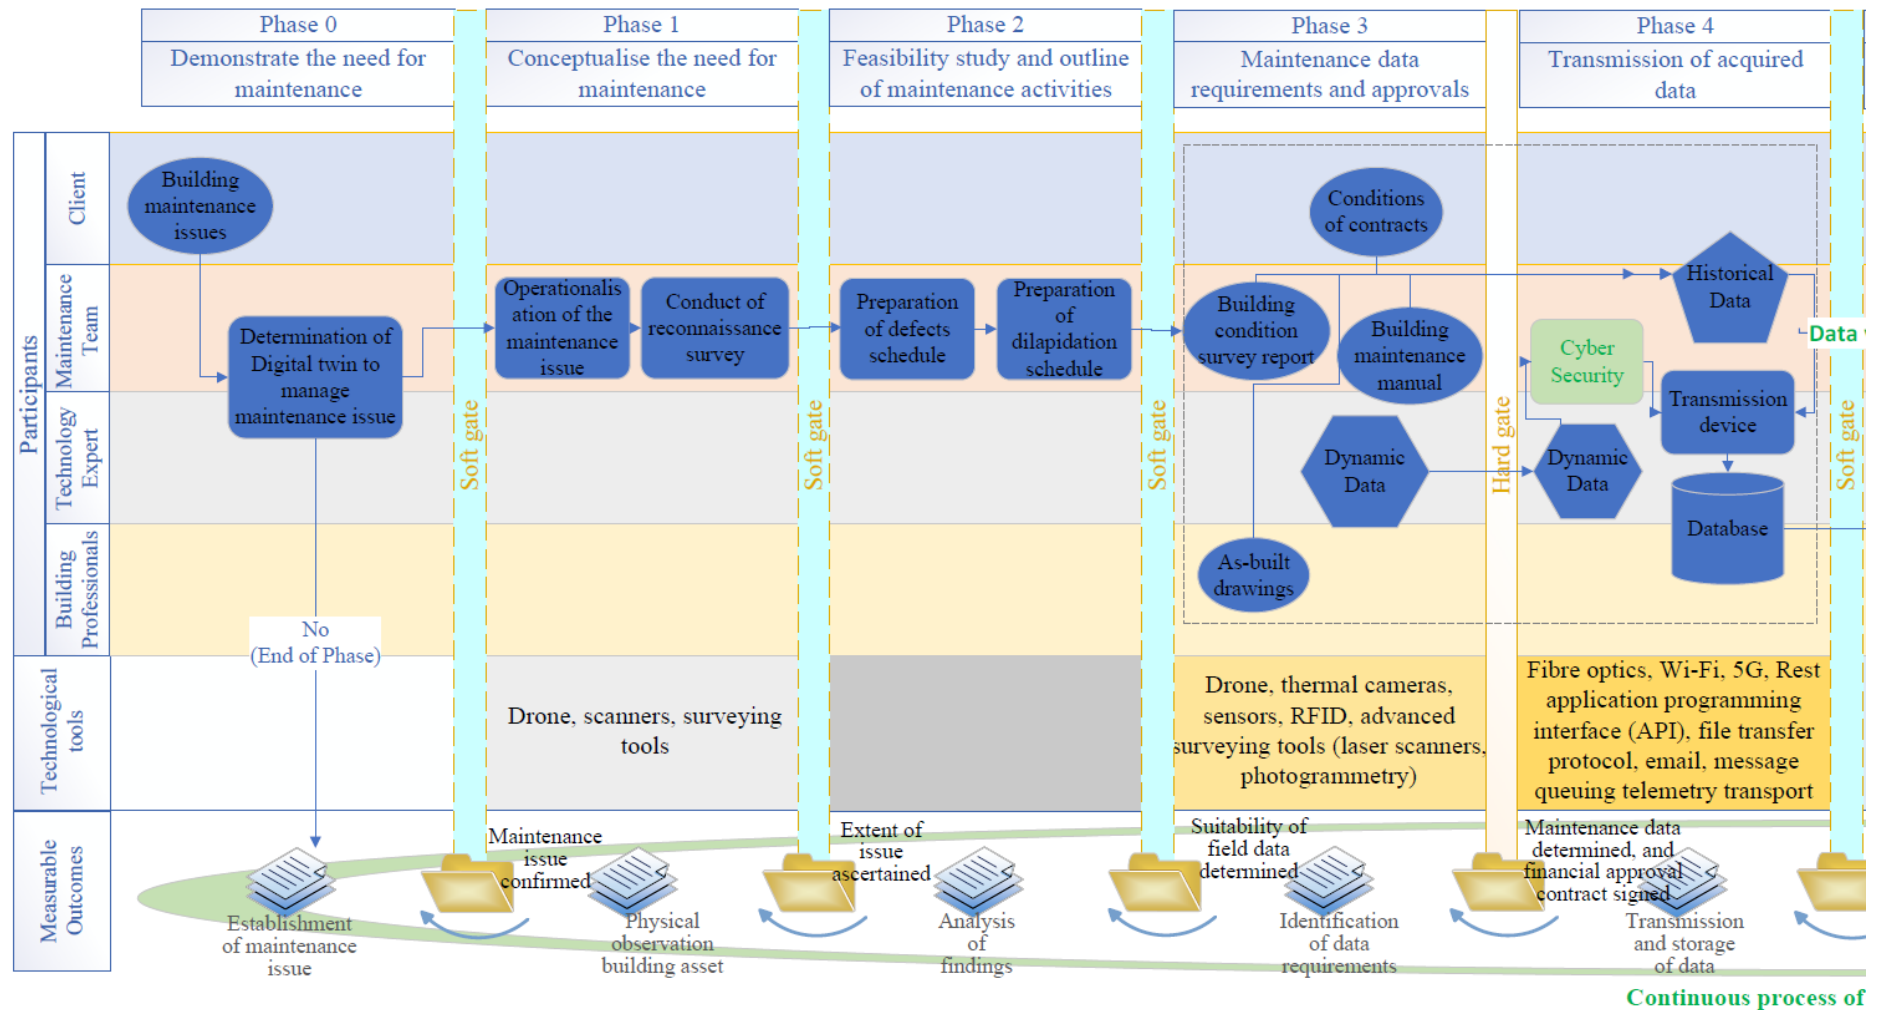 Phase 0
Demonstrate the need for
maintenance
Phase 1
Conceptualise the need for
maintenance
Phase 2
Feasibility study and outline
of maintenance activities
Phase 3
Maintenance data
requirements and approvals
Phase 4
Transmission of acquired
data
Participants
Client
Maintenance
Team
Technology
Expert
Building
Professionals
Technological
tools
Measurable
Outcomes
Building
maintenance
issues
Determination of
Digital twin to
manage
maintenance issue
No
(End of Phase)
Soft gate
Operationalis
ation of the
maintenance
issue
Conduct of
reconnaissance
survey
Soft gate
Preparation
of defects
schedule
Preparation
of
dilapidation
schedule
Soft gate
Conditions
of contracts
Building
condition
survey report
Building
maintenance
manual
Dynamic
Data
As-built
drawings
Hard gate
Historical
Data
Data
Cyber
Security
Transmission
device
Dynamic
Data
Database
Soft gate
Drone, scanners, surveying
tools
Drone, thermal cameras,
sensors, RFID, advanced
surveying tools (laser scanners,
photogrammetry)
Fibre optics, Wi-Fi, 5G, Rest
application programming
interface (API), file transfer
protocol, email, message
queuing telemetry transport
Establishment
of maintenance
issue
Maintenance
issue
confirmed
Physical
observation
building asset
Extent of
issue
ascertained
Analysis
of
findings
Suitability of
field data
determined
Identification
of data
requirements
Maintenance data
determined, and
financial approval
contract signed
Transmission
and storage
of data
Continuous process of